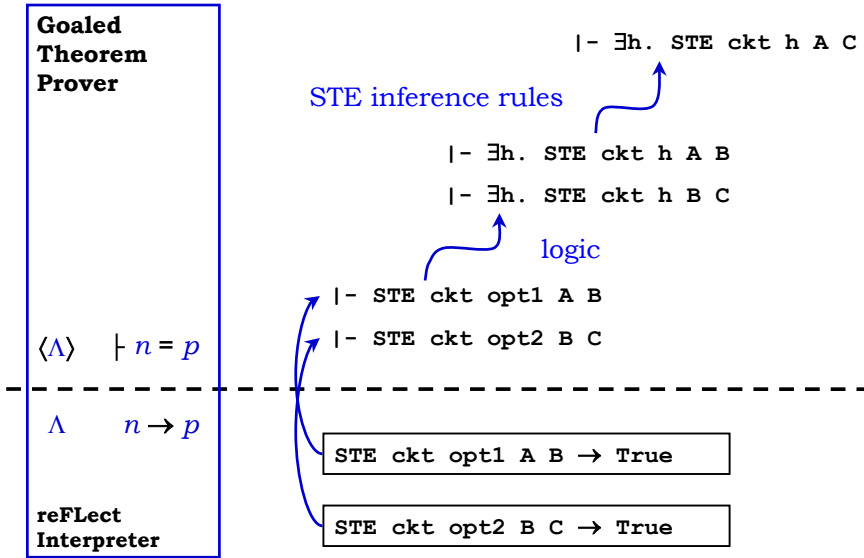 Goaled
Theorem
Prover
|- ∃h. STE ckt h A C
STE inference rules
|- ∃h. STE ckt h A B
|- ∃h. STE ckt h B C
logic
|- STE ckt opt1 A B
|- STE ckt opt2 B C
⟨Λ⟩ ⊦ n = p
Λ n → p
STE ckt opt1 A B → True
reFLect
Interpreter
STE ckt opt2 B C → True